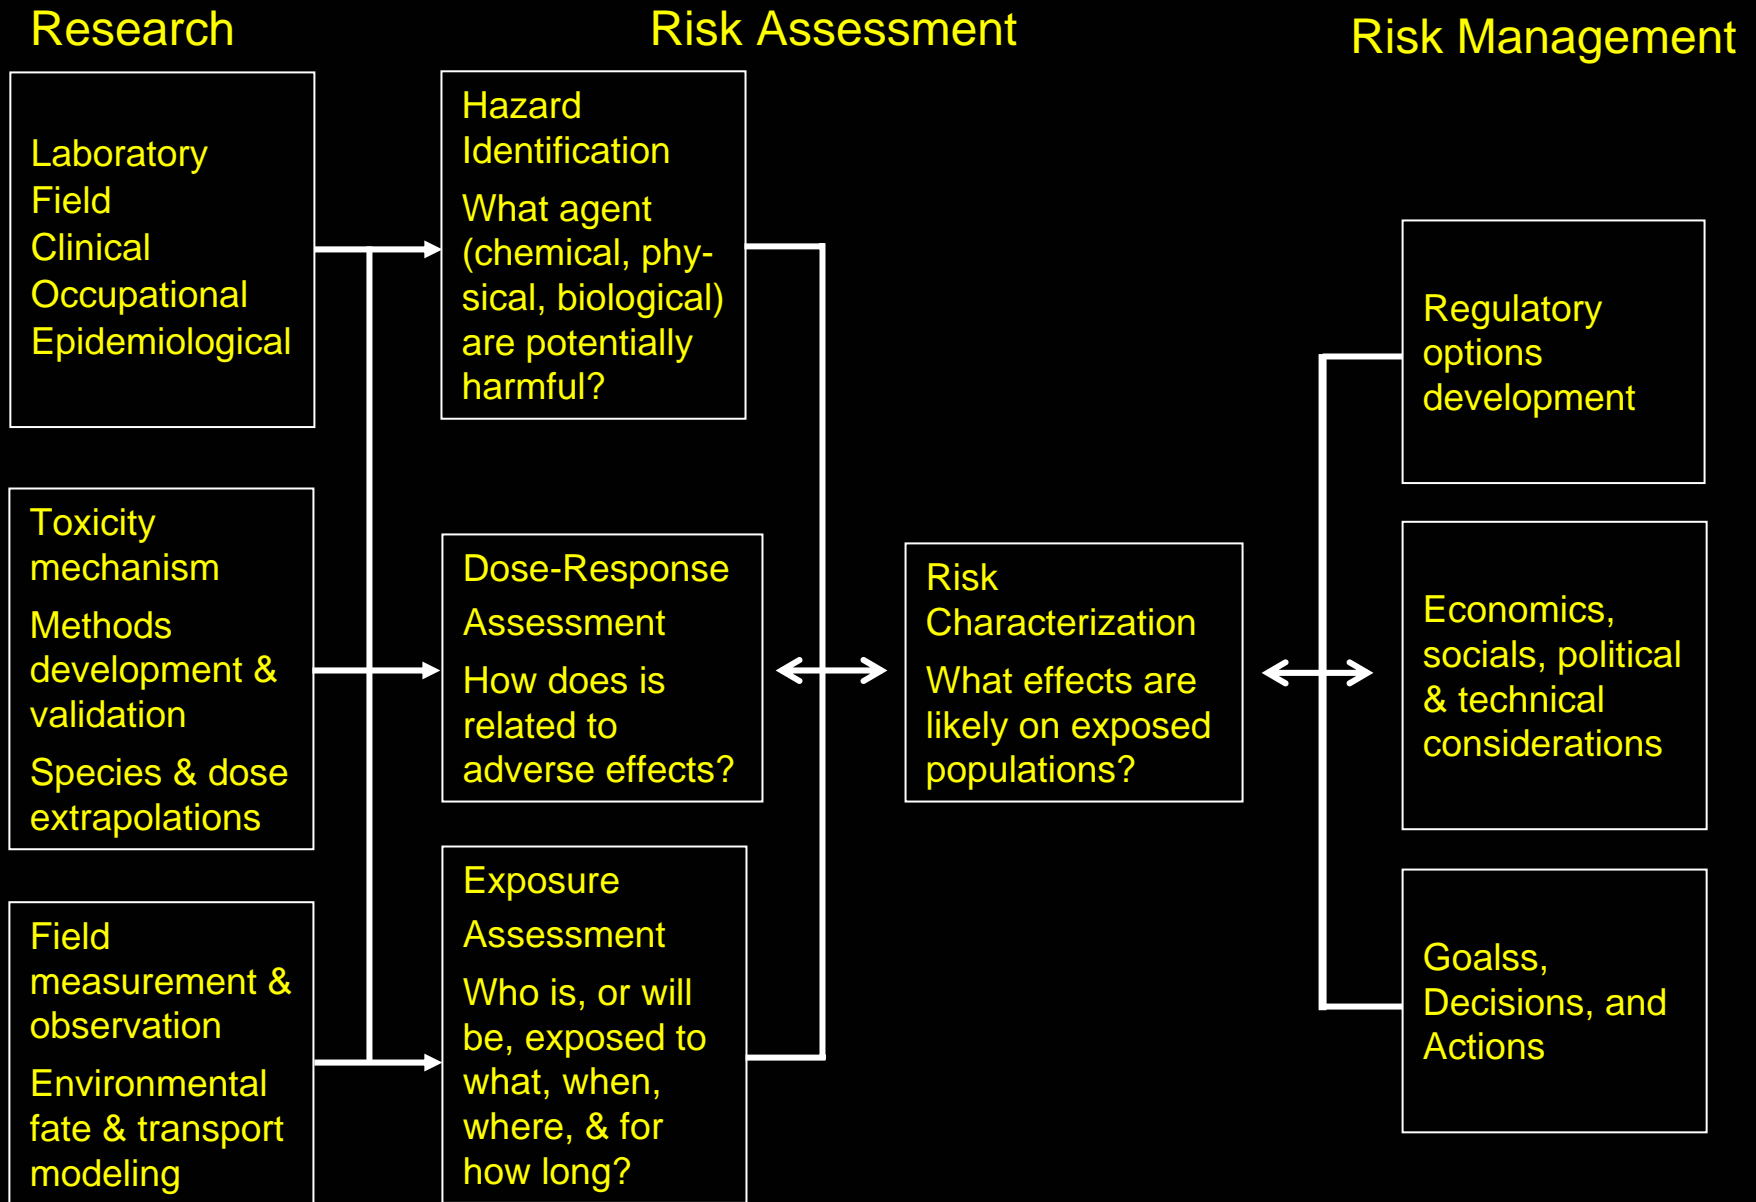 Research
Risk Assessment
Risk Management
Laboratory
Field
Clinical
Occupational
Epidemiological
Toxicity
mechanism
Methods
development &
validation
Species & dose
extrapolations
Field
measurement &
observation
Environmental
fate & transport
modeling
Hazard
Identification
What agent
(chemical, phy-
sical, biological)
are potentially
harmful?
Dose-Response
Assessment
How does is
related to
adverse effects?
Exposure
Assessment
Who is, or will
be, exposed to
what, when,
where, & for
how long?
Risk
Characterization
What effects are
likely on exposed
populations?
Regulatory
options
development
Economics,
socials, political
& technical
considerations
Goalss,
Decisions, and
Actions